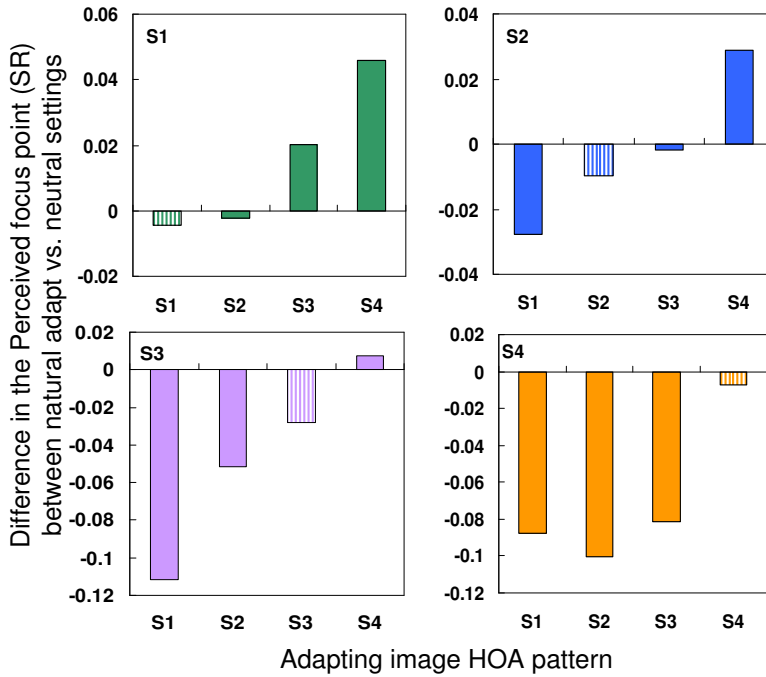 Difference in the Perceived focus point (SR)
between natural adapt vs. neutral settings
S1
0.06
0.04
0.02
0
-0.02
S1 S2 S3 S4
S2
0.04
0.02
0
-0.02
-0.04
S1 S2 S3 S4
S3
0.02
0
-0.02
-0.04
-0.06
-0.08
-0.1
-0.12
S1 S2 S3 S4
S4
0.02
0
-0.02
-0.04
-0.06
-0.08
-0.1
-0.12
S1 S2 S3 S4
Adapting image HOA pattern